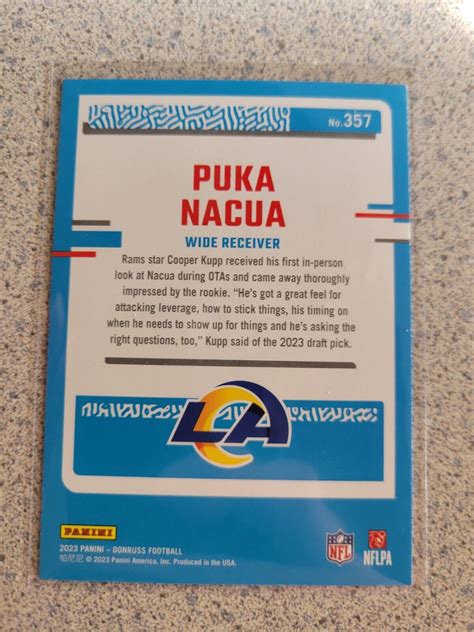 No. 357
PUKA
NACUA
WIDE RECEIVER
Rams star Cooper Kupp received his first in-person
look at Nacua during OTAs and came away thoroughly
impressed by the rookie. “He’s got a great feel for
attacking leverage, how to stick things, his timing on
when he needs to show up for things and he’s asking the
right questions, too,” Kupp said of the 2023 draft pick.
LA
PANINI
2023 PANINI – DONRUSS FOOTBALL
帕尼尼 © 2023 Panini America, Inc. Produced in the USA.
NFL
NFLPA